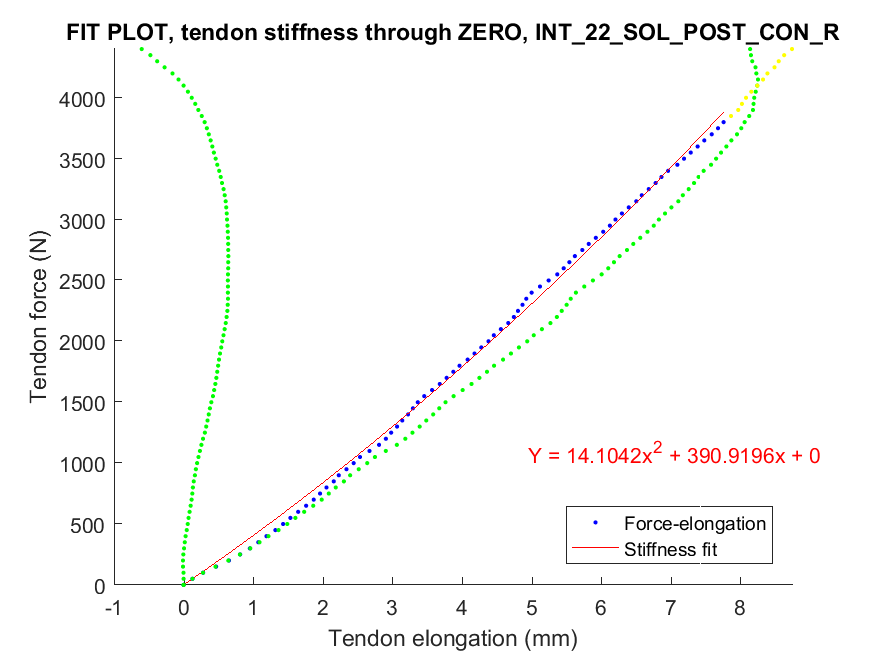 FIT PLOT, tendon stiffness through ZERO, INT_22_SOL_POST_CON_R
Tendon force (N)
4000
3500
3000
2500
2000
1500
1000
500
0
Y = 14.1042x² + 390.9196x + 0
Force-elongation
Stiffness fit
-1 0 1 2 3 4 5 6 7 8
Tendon elongation (mm)